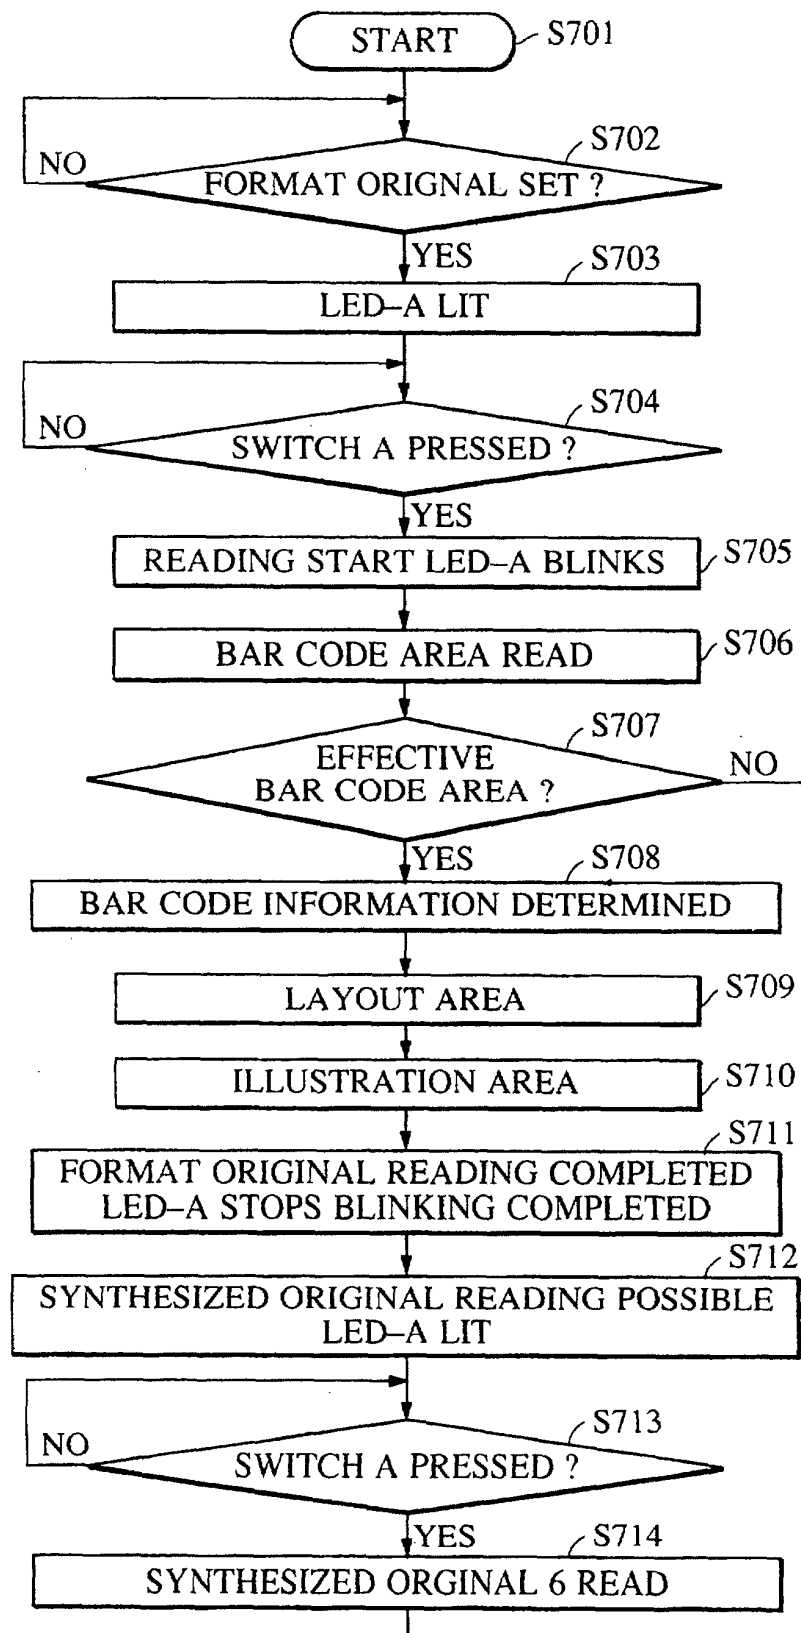 START
S701
S702
NO
FORMAT ORIGNAL SET ?
YES
S703
LED–A LIT
S704
NO
SWITCH A PRESSED ?
YES
READING START LED–A BLINKS
S705
BAR CODE AREA READ
S706
S707
EFFECTIVE
BAR CODE AREA ?
NO
YES
S708
BAR CODE INFORMATION DETERMINED
LAYOUT AREA
S709
ILLUSTRATION AREA
S710
S711
FORMAT ORIGINAL READING COMPLETED
LED–A STOPS BLINKING COMPLETED
S712
SYNTHESIZED ORIGINAL READING POSSIBLE
LED–A LIT
S713
NO
SWITCH A PRESSED ?
YES
S714
SYNTHESIZED ORGINAL 6 READ